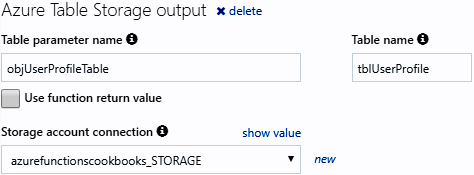 Azure Table Storage output × delete
Table parameter name Table name
objUserProfileTable tblUserProfile
Use function return value
Storage account connection show value
azurefunctionscookbooks_STORAGE new